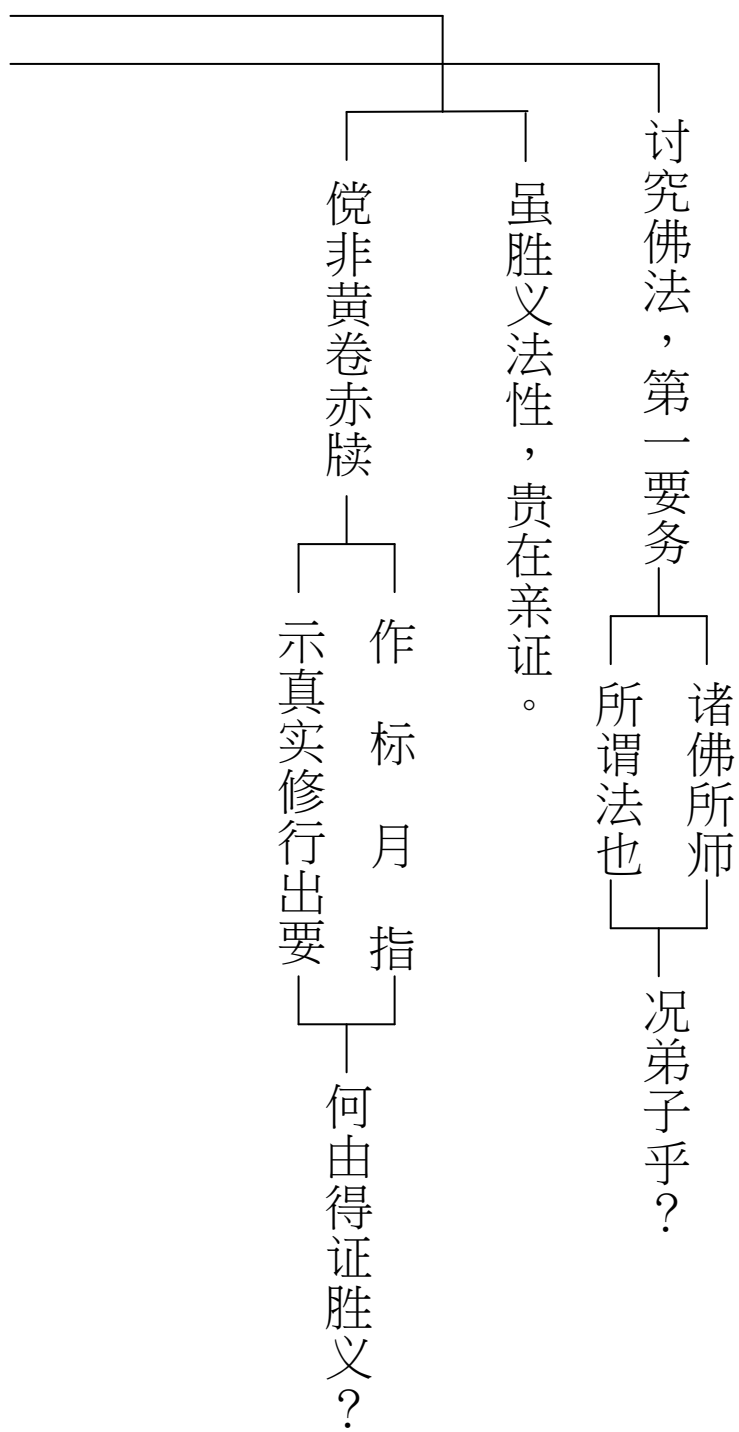 讨究佛法，第一要务
诸佛所师
所谓法也
况弟子乎？
虽胜义法性，贵在亲证。
傥非黄卷赤牍
作标月指
示真实修行出要
何由得证胜义？